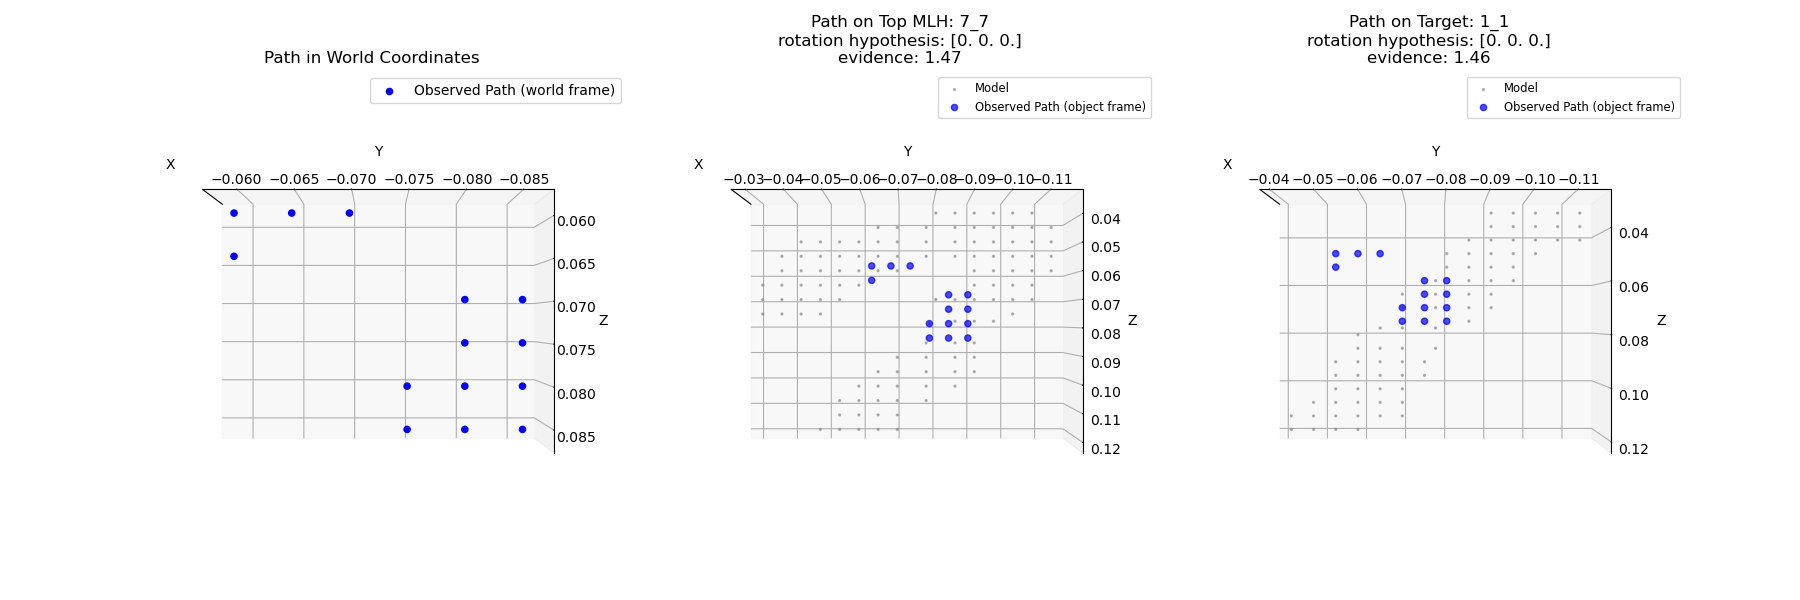 Path in World Coordinates
Observed Path (world frame)
X
Y
−0.060 −0.065 −0.070 −0.075 −0.080 −0.085
0.060
0.065
0.070
0.075
0.080
0.085
Z
Path on Top MLH: 7_7
rotation hypothesis: [0. 0. 0.]
evidence: 1.47
Model
Observed Path (object frame)
X
Y
−0.03 −0.04 −0.05 −0.06 −0.07 −0.08 −0.09 −0.10 −0.11
0.04
0.05
0.06
0.07
0.08
0.09
0.10
0.11
0.12
Z
Path on Target: 1_1
rotation hypothesis: [0. 0. 0.]
evidence: 1.46
Model
Observed Path (object frame)
X
Y
−0.04 −0.05 −0.06 −0.07 −0.08 −0.09 −0.10 −0.11
0.04
0.06
0.08
0.10
0.12
Z